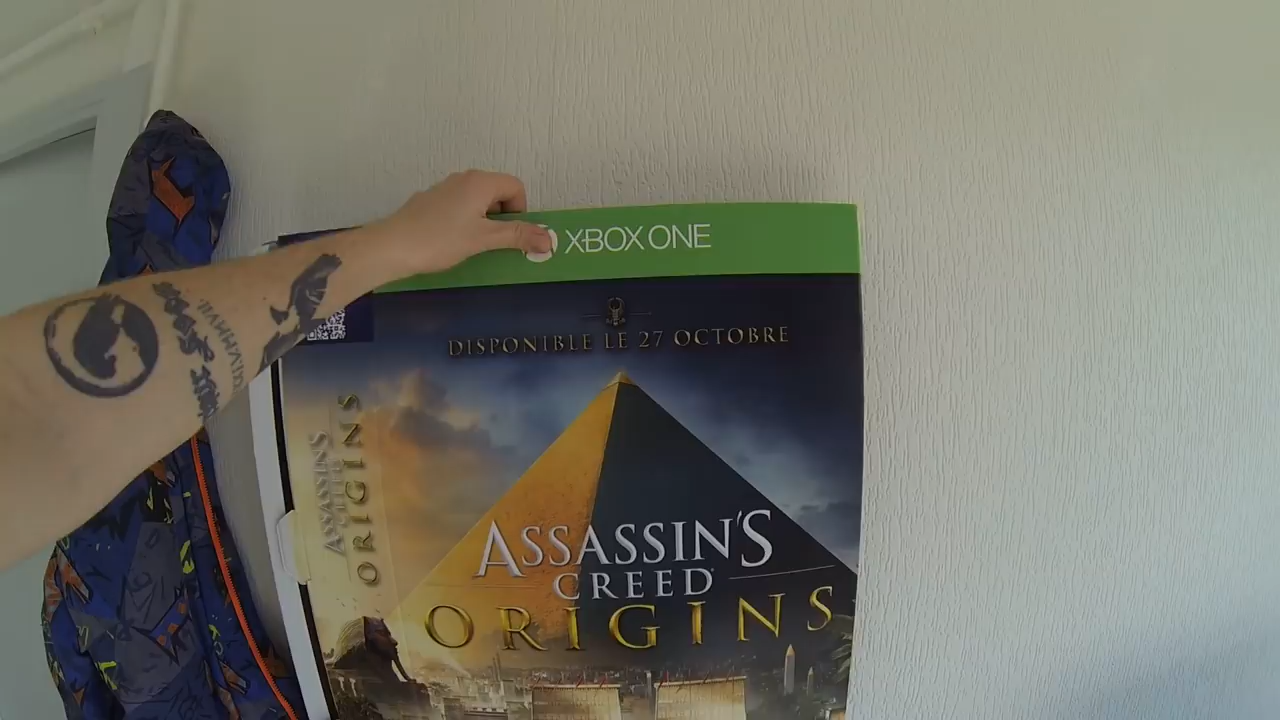 XBOX ONE
DISPONIBLE LE 27 OCTOBRE
ASSASSIN'S
CREED
ORIGINS
ASSASSIN'S
CREED
ORIGINS